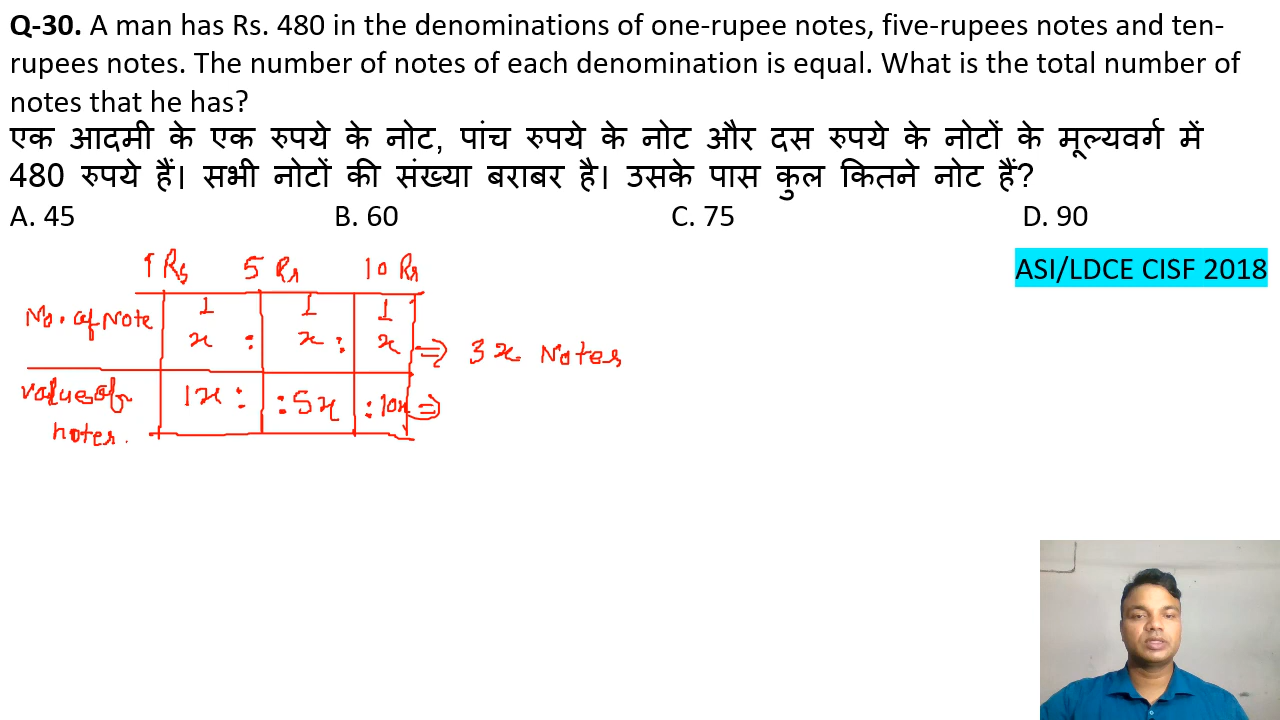 Q-30. A man has Rs. 480 in the denominations of one-rupee notes, five-rupees notes and ten-
rupees notes. The number of notes of each denomination is equal. What is the total number of
notes that he has?
एक आदमी के एक रुपये के नोट, पांच रुपये के नोट और दस रुपये के नोटों के मूल्यवर्ग में
480 रुपये हैं। सभी नोटों की संख्या बराबर है। उसके पास कुल कितने नोट हैं?
A. 45 B. 60 C. 75 D. 90
ASI/LDCE CISF 2018
1 Rs 5 Rs 10 Rs
1 1 1
No. of Note x : x : x ⇒ 3x Notes
value of 1x : : 5x : 10x ⇒
notes.